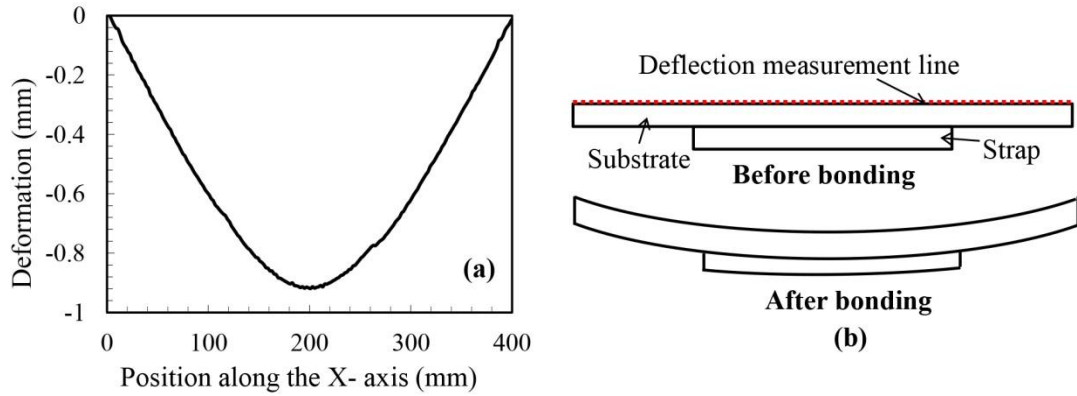 0
-0.2
-0.4
-0.6
-0.8
-1
Deformation (mm)
(a)
0 100 200 300 400
Position along the X- axis (mm)
Deflection measurement line
Substrate
Strap
Before bonding
After bonding
(b)